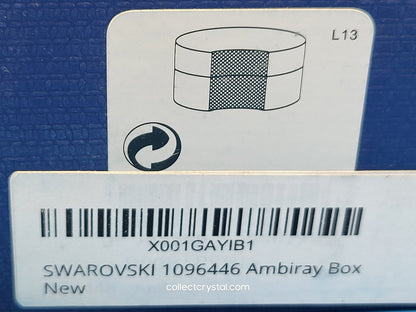 L13
X001GAYIB1
SWAROVSKI 1096446 Ambiray Box
New
collectcrystal.com